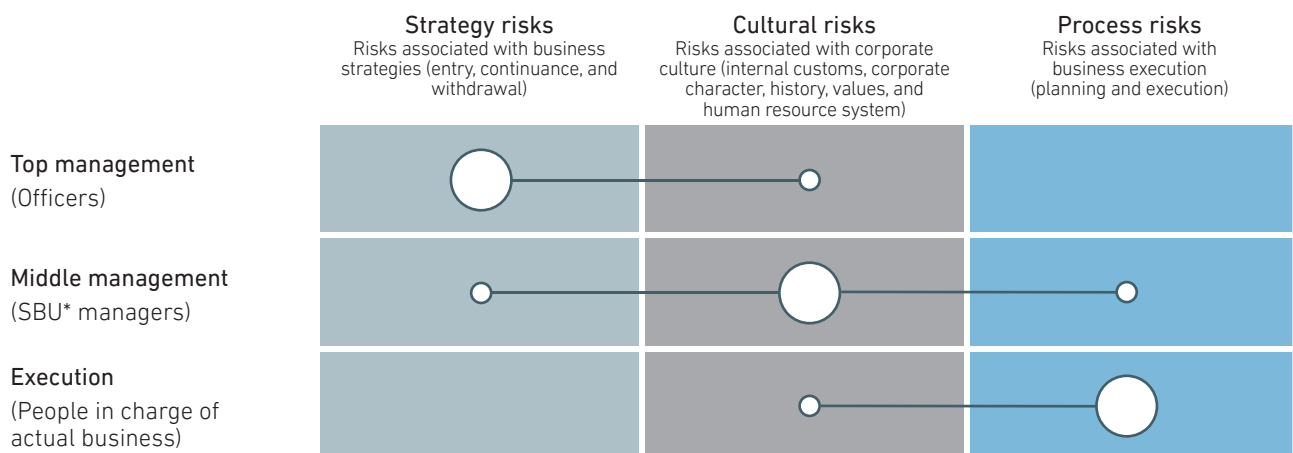 Strategy risks
Risks associated with business
strategies (entry, continuance, and
withdrawal)
Cultural risks
Risks associated with corporate
culture (internal customs, corporate
character, history, values, and
human resource system)
Process risks
Risks associated with
business execution
(planning and execution)
Top management
(Officers)
Middle management
(SBU* managers)
Execution
(People in charge of
actual business)